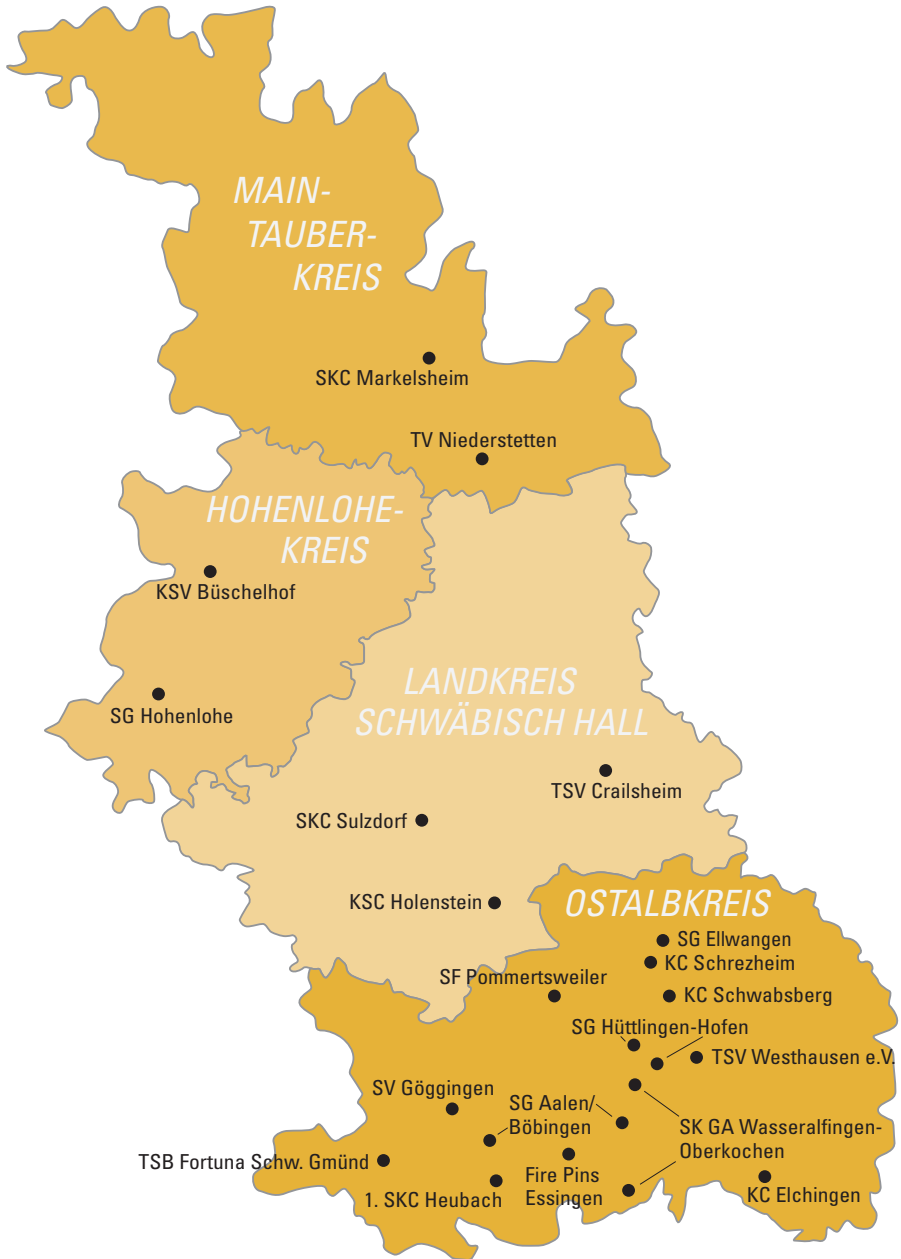 MAIN-
TAUBER-
KREIS
SKC Markelsheim
TV Niederstetten
HOHENLOHE-
KREIS
KSV Büschelhof
SG Hohenlohe
LANDKREIS
SCHWÄBISCH HALL
TSV Crailsheim
SKC Sulzdorf
KSC Holenstein
OSTALBKREIS
SG Ellwangen
KC Schrezheim
SF Pommertsweiler
KC Schwabsberg
SG Hüttlingen-Hofen
TSV Westhausen e.V.
SV Göggingen
SG Aalen/
Böbingen
SK GA Wasseralfingen-
Oberkochen
TSB Fortuna Schw. Gmünd
1. SKC Heubach
Fire Pins
Essingen
KC Elchingen